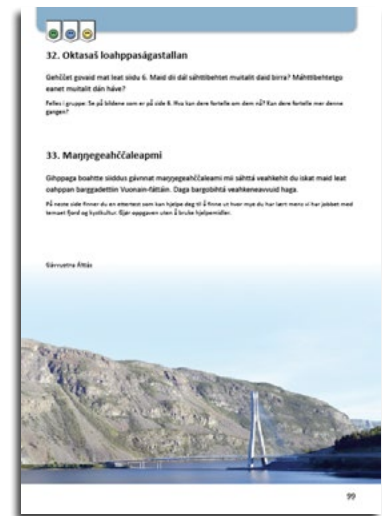 32. Oktasaš loahppaságastallan
Gehččet govaid mat leat siidu 6. Maid dii dál sáhttibehtet muitalit daid birra? Máhttibehtetgo
eanet muitalit dán háve?
Felles i gruppe: Se på bildene som er på side 6. Hva kan dere fortelle om dem nå? Kan dere fortelle mer denne
gangen?
33. Maŋŋegeahččaleapmi
Gihppaga boahtte siiddus gávnnat maŋŋegeahččaleami mii sáhttá veahkehit du iskat maid leat
oahppan barggadettiin Vuonain-fáttáin. Daga bargobihtá veahkeneavvuid haga.
På neste side finner du en ettertest som kan hjelpe deg til å finne ut hvor mye du har lært mens vi har jobbet med
temaet fjord og kystkultur. Gjør oppgaven uten å bruke hjelpemidler.
Gávvuotna Álttás
99